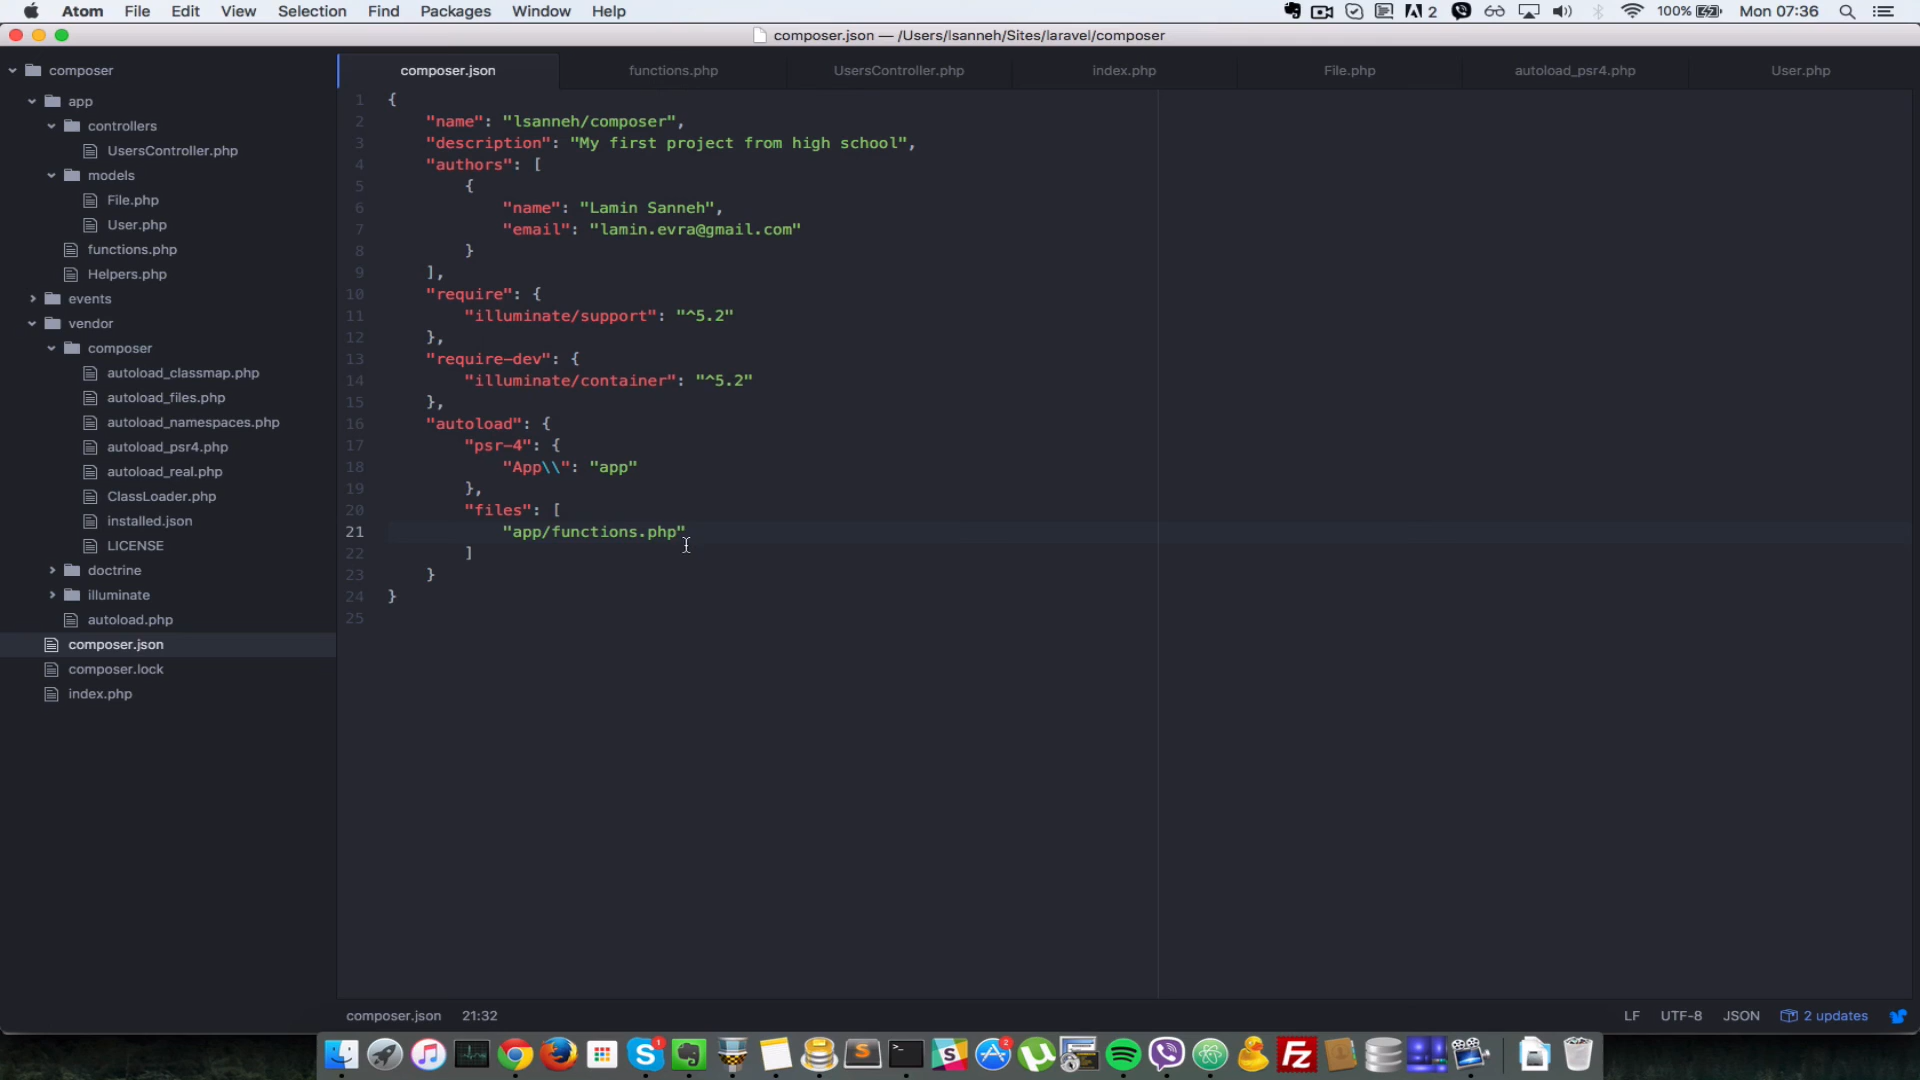 Atom File Edit View Selection Find Packages Window Help 2 100% Mon 07:36
composer.json — /Users/lsanneh/Sites/laravel/composer
composer
app
controllers
UsersController.php
models
File.php
User.php
functions.php
Helpers.php
events
vendor
composer
autoload_classmap.php
autoload_files.php
autoload_namespaces.php
autoload_psr4.php
autoload_real.php
ClassLoader.php
installed.json
LICENSE
doctrine
illuminate
autoload.php
composer.json
composer.lock
index.php
composer.json functions.php UsersController.php index.php File.php autoload_psr4.php User.php
1 {
2 "name": "lsanneh/composer",
3 "description": "My first project from high school",
4 "authors": [
5 {
6 "name": "Lamin Sanneh",
7 "email": "lamin.evra@gmail.com"
8 }
9 ],
10 "require": {
11 "illuminate/support": "^5.2"
12 },
13 "require-dev": {
14 "illuminate/container": "^5.2"
15 },
16 "autoload": {
17 "psr-4": {
18 "App\\": "app"
19 },
20 "files": [
21 "app/functions.php"
22 ]
23 }
24 }
25
composer.json 21:32 LF UTF-8 JSON 2 updates